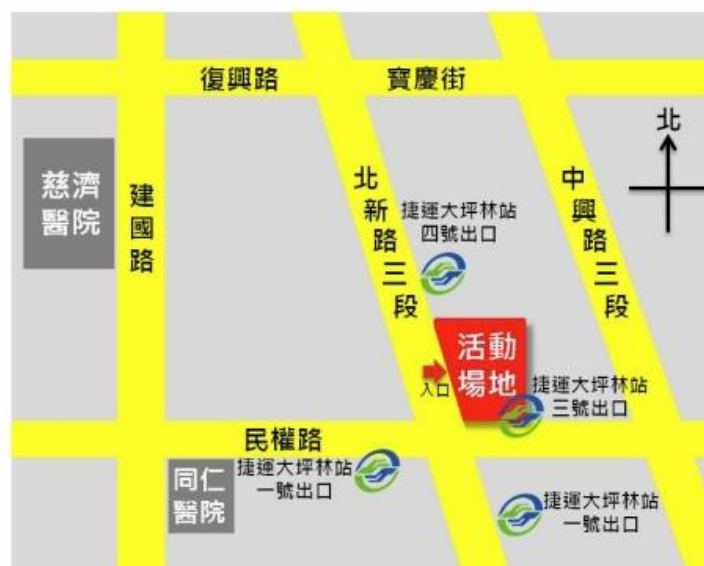 復興路
寶慶街
北
慈濟
醫院
建國路
北新路三段
中興路三段
捷運大坪林站
四號出口
活動
場地
入口
捷運大坪林站
三號出口
民權路
同仁
醫院
捷運大坪林站
一號出口
捷運大坪林站
一號出口